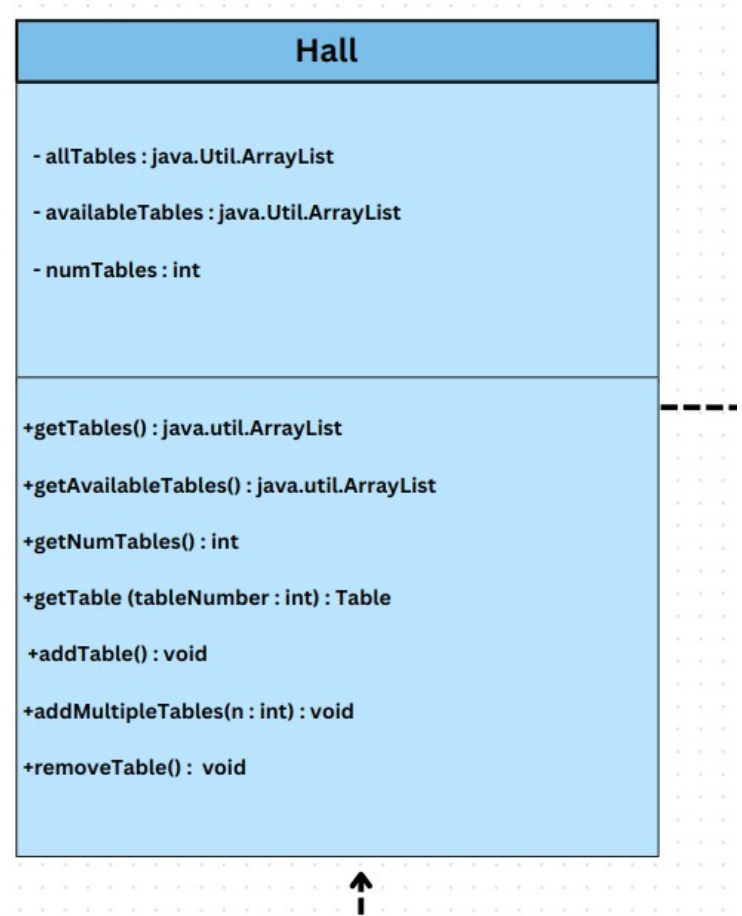 Hall
- allTables : java.Util.ArrayList
- availableTables : java.Util.ArrayList
- numTables : int
+getTables() : java.util.ArrayList
+getAvailableTables() : java.util.ArrayList
+getNumTables() : int
+getTable (tableNumber : int) : Table
+addTable() : void
+addMultipleTables(n : int) : void
+removeTable() : void